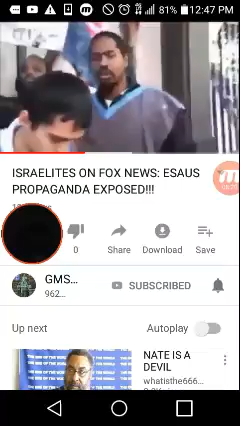 81% 12:47 PM
ISRAELITES ON FOX NEWS: ESAUS
PROPAGANDA EXPOSED!!!
0
Share
Download
Save
GMS...
962...
SUBSCRIBED
Up next
Autoplay
NATE IS A
DEVIL
whatisthe666...